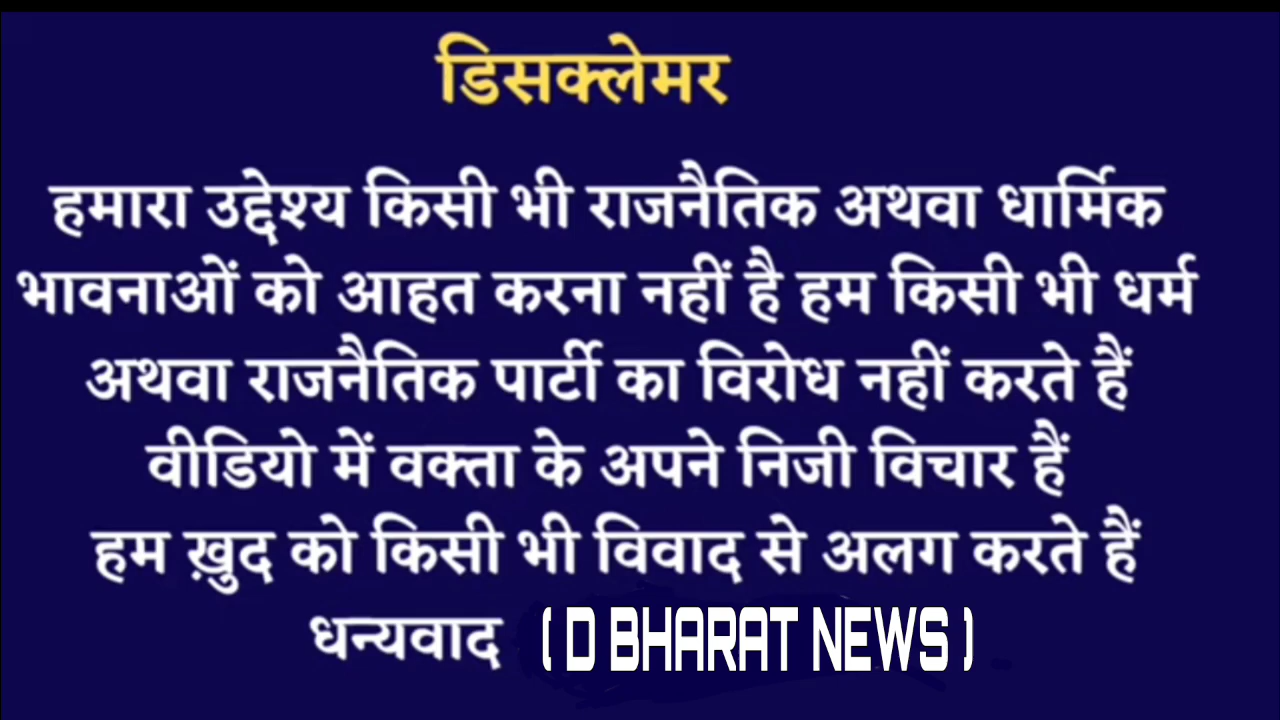 डिसक्लेमर
हमारा उद्देश्य किसी भी राजनैतिक अथवा धार्मिक
भावनाओं को आहत करना नहीं है हम किसी भी धर्म
अथवा राजनैतिक पार्टी का विरोध नहीं करते हैं
वीडियो में वक्ता के अपने निजी विचार हैं
हम ख़ुद को किसी भी विवाद से अलग करते हैं
धन्यवाद ( D BHARAT NEWS )